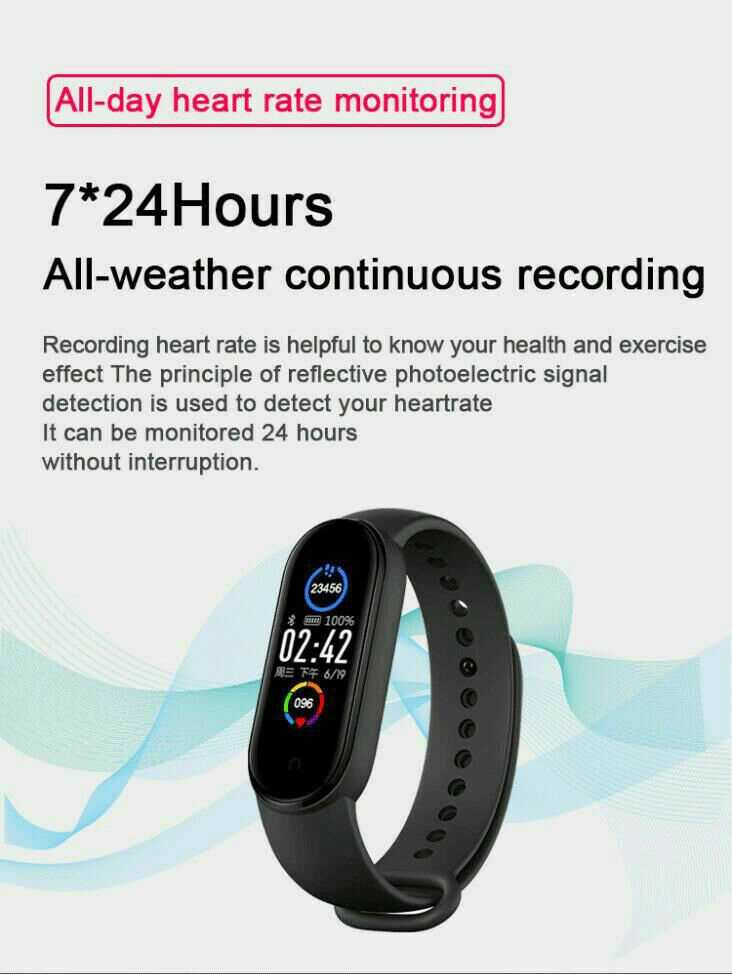 All-day heart rate monitoring
7*24Hours
All-weather continuous recording
Recording heart rate is helpful to know your health and exercise
effect The principle of reflective photoelectric signal
detection is used to detect your heartrate
It can be monitored 24 hours
without interruption.
23456
100%
02:42
周三 下午 6/19
096